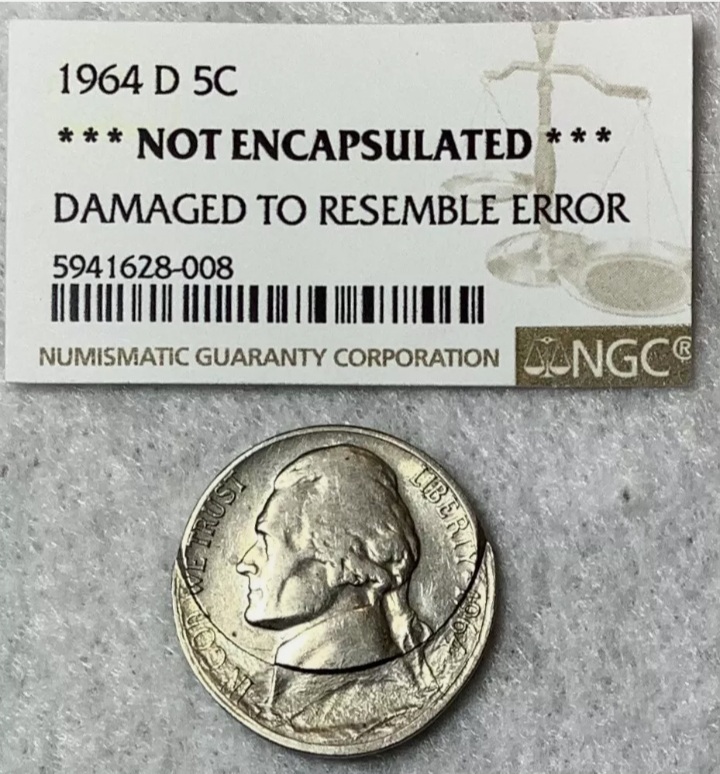 1964 D 5C
*** NOT ENCAPSULATED ***
DAMAGED TO RESEMBLE ERROR
5941628-008
NUMISMATIC GUARANTY CORPORATION NGC®
IN GOD WE TRUST
LIBERTY 1964